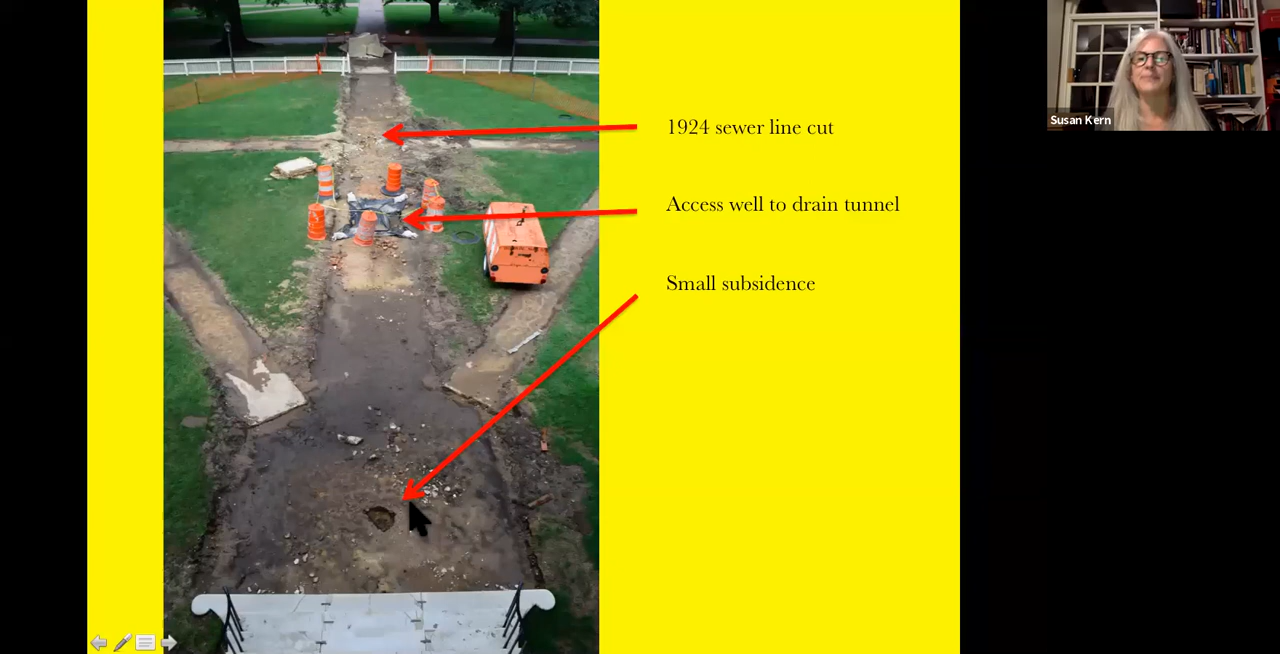 1924 sewer line cut
Susan Kern
Access well to drain tunnel
Small subsidence